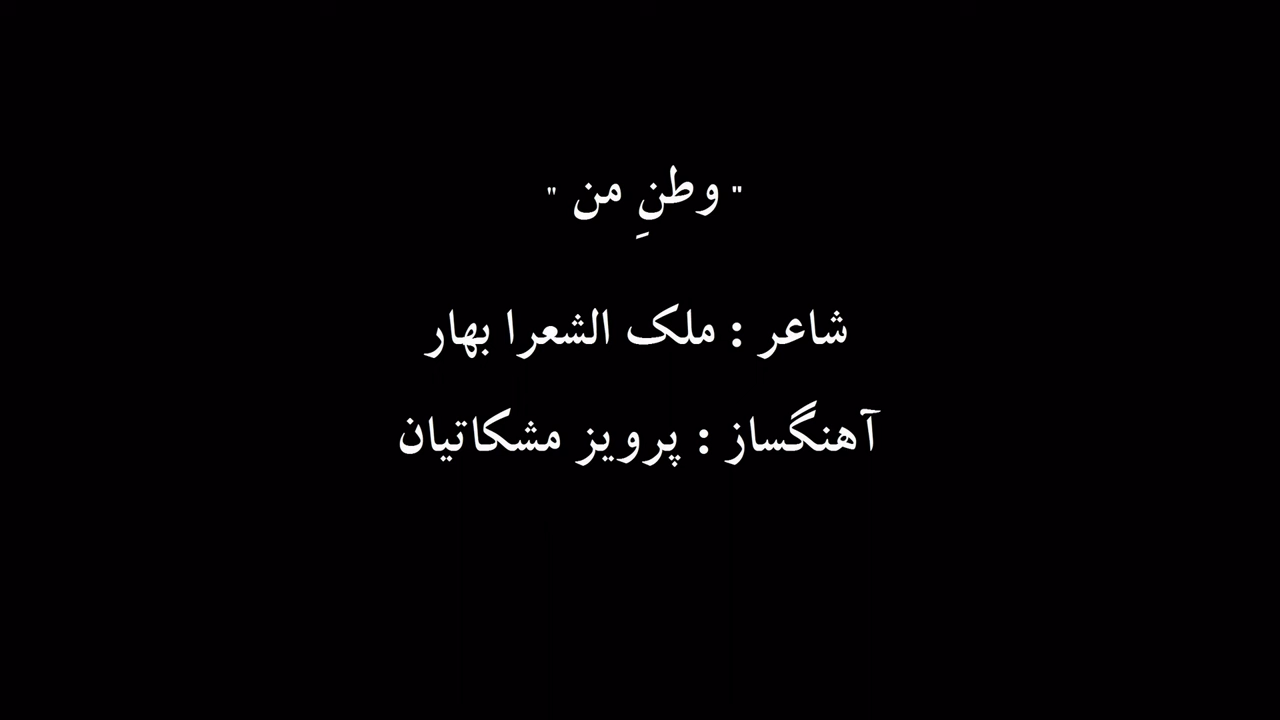 " وطنِ من "
شاعر : ملک الشعرا بهار
آهنگساز : پرویز مشکاتیان